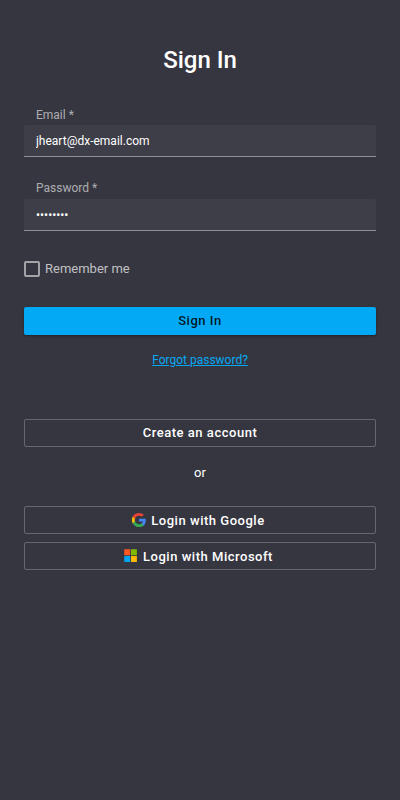 Sign In
Email *
jheart@dx-email.com
Password *
••••••••
Remember me
Sign In
Forgot password?
Create an account
or
Login with Google
Login with Microsoft